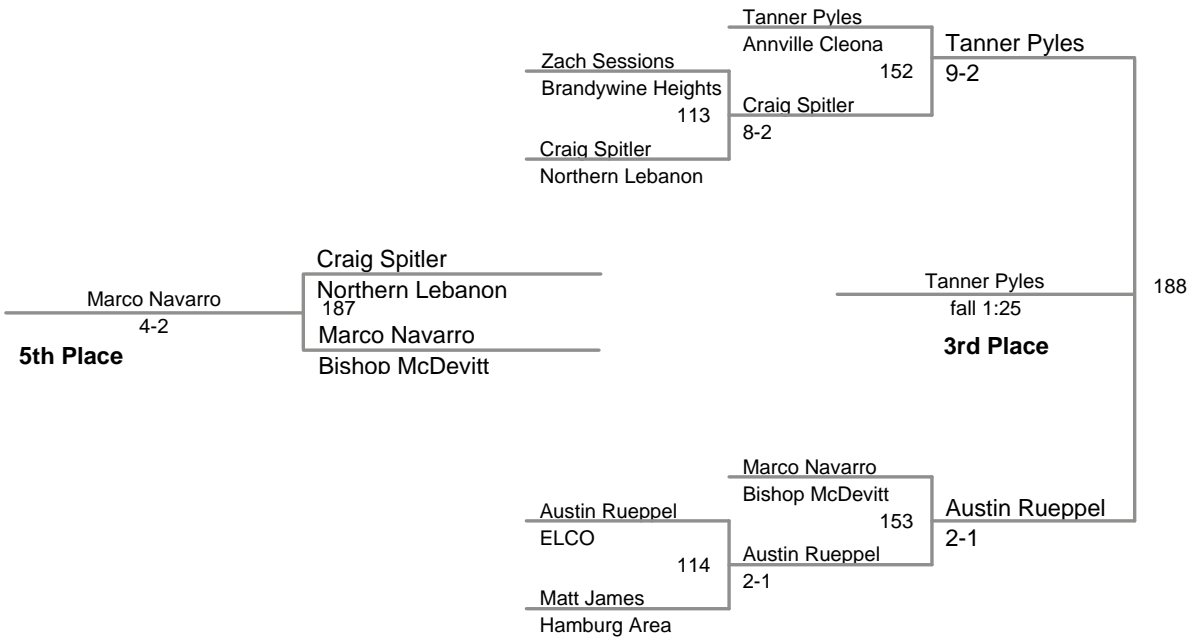 Tanner Pyles
Annville Cleona
152
Tanner Pyles
9-2
Zach Sessions
Brandywine Heights
113
Craig Spitler
8-2
Craig Spitler
Northern Lebanon
Craig Spitler
Northern Lebanon
187
Marco Navarro
Bishop McDevitt
Marco Navarro
4-2
5th Place
Tanner Pyles
fall 1:25
3rd Place
188
Marco Navarro
Bishop McDevitt
153
Austin Rueppel
2-1
Austin Rueppel
ELCO
114
Austin Rueppel
2-1
Matt James
Hamburg Area